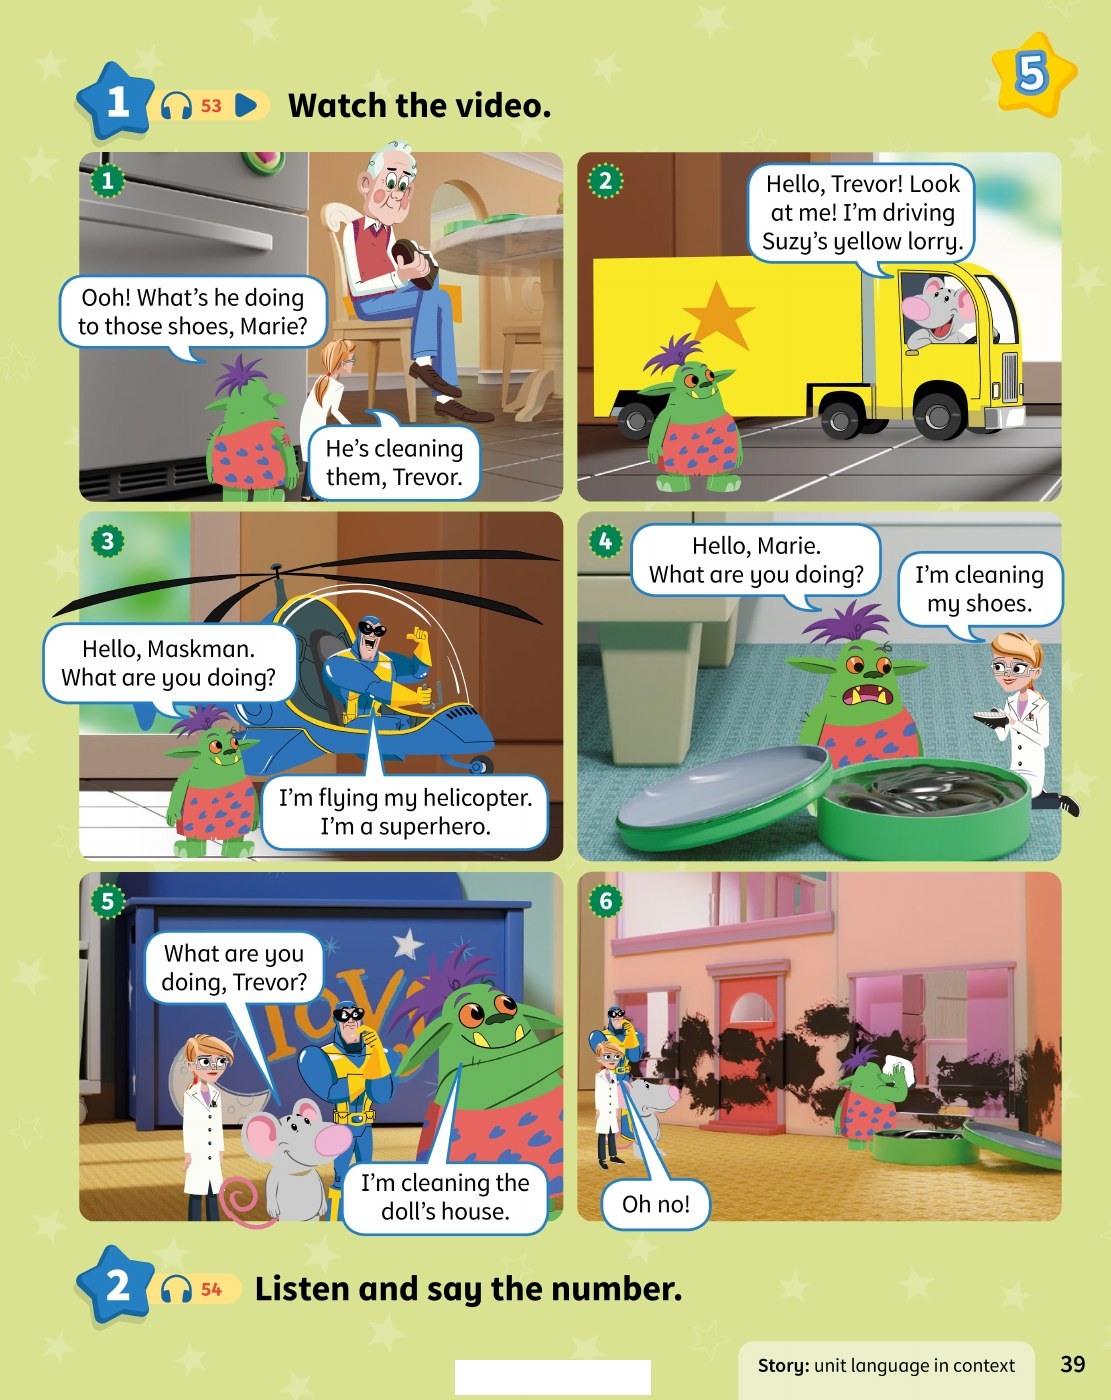 5
1 53 Watch the video.
1
Ooh! What's he doing
to those shoes, Marie?
He's cleaning
them, Trevor.
2
Hello, Trevor! Look
at me! I'm driving
Suzy's yellow lorry.
3
Hello, Maskman.
What are you doing?
I'm flying my helicopter.
I'm a superhero.
4
Hello, Marie.
What are you doing?
I'm cleaning
my shoes.
5
What are you
doing, Trevor?
Toys
I'm cleaning the
doll's house.
6
Oh no!
2 54 Listen and say the number.
Story: unit language in context 39